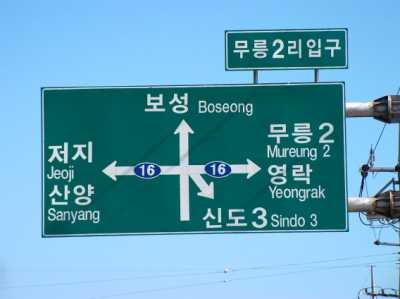 무릉2리입구
보성 Boseong
저지
Jeoji
산양
Sanyang
16
16
무릉 2
Mureung 2
영락
Yeongrak
신도 3 Sindo 3